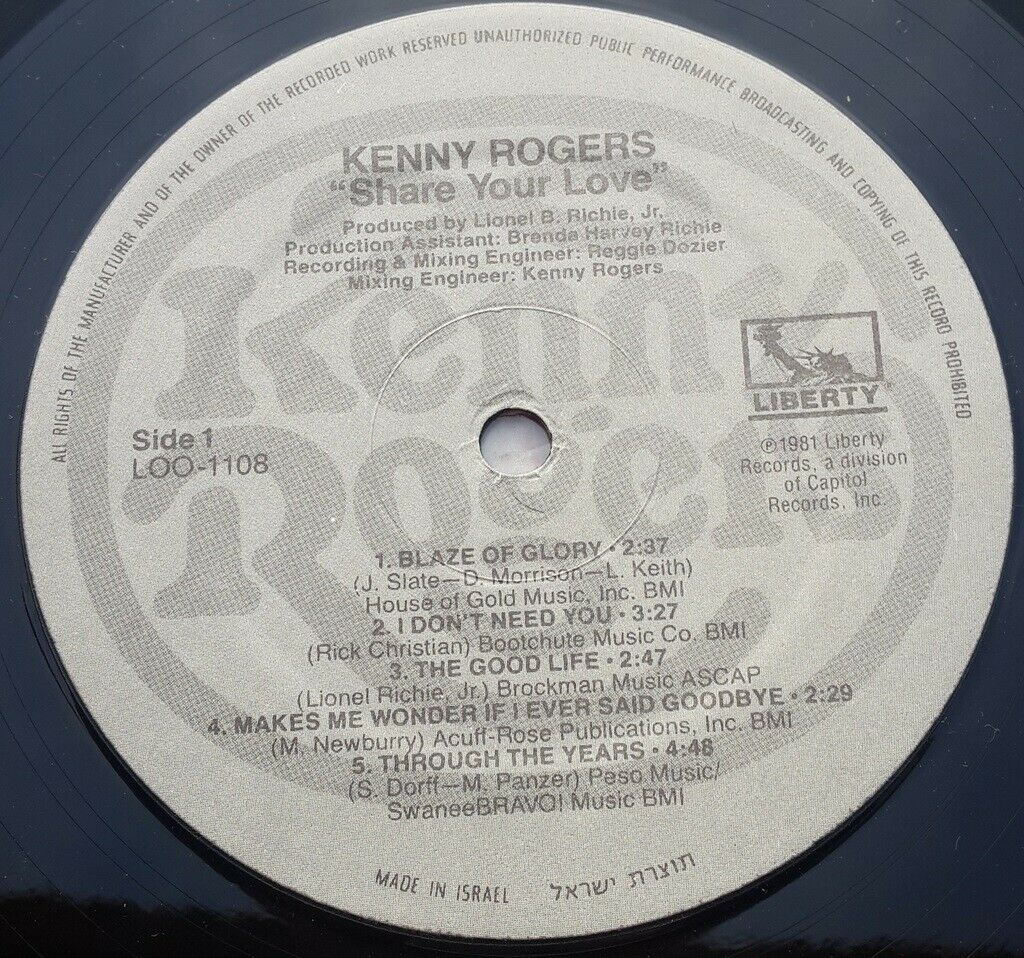 ALL RIGHTS OF THE MANUFACTURER AND OF THE OWNER OF THE RECORDED WORK RESERVED UNAUTHORIZED PUBLIC PERFORMANCE BROADCASTING AND COPYING OF THIS RECORD PROHIBITED
KENNY ROGERS
“Share Your Love”
Produced by Lionel B. Richie, Jr.
Production Assistant: Brenda Harvey Richie
Recording & Mixing Engineer: Reggie Dozier
Mixing Engineer: Kenny Rogers
Kenny
Rogers
LIBERTY
Side 1
LOO-1108
℗1981 Liberty
Records, a division
of Capitol
Records, Inc.
1. BLAZE OF GLORY • 2:37
(J. Slate—D. Morrison—L. Keith)
House of Gold Music, Inc. BMI
2. I DON'T NEED YOU • 3:27
(Rick Christian) Bootchute Music Co. BMI
3. THE GOOD LIFE • 2:47
(Lionel Richie, Jr.) Brockman Music ASCAP
4. MAKES ME WONDER IF I EVER SAID GOODBYE • 2:29
(M. Newburry) Acuff-Rose Publications, Inc. BMI
5. THROUGH THE YEARS • 4:48
(S. Dorff—M. Panzer) Peso Music/
SwaneeBRAVO! Music BMI
MADE IN ISRAEL תוצרת ישראל